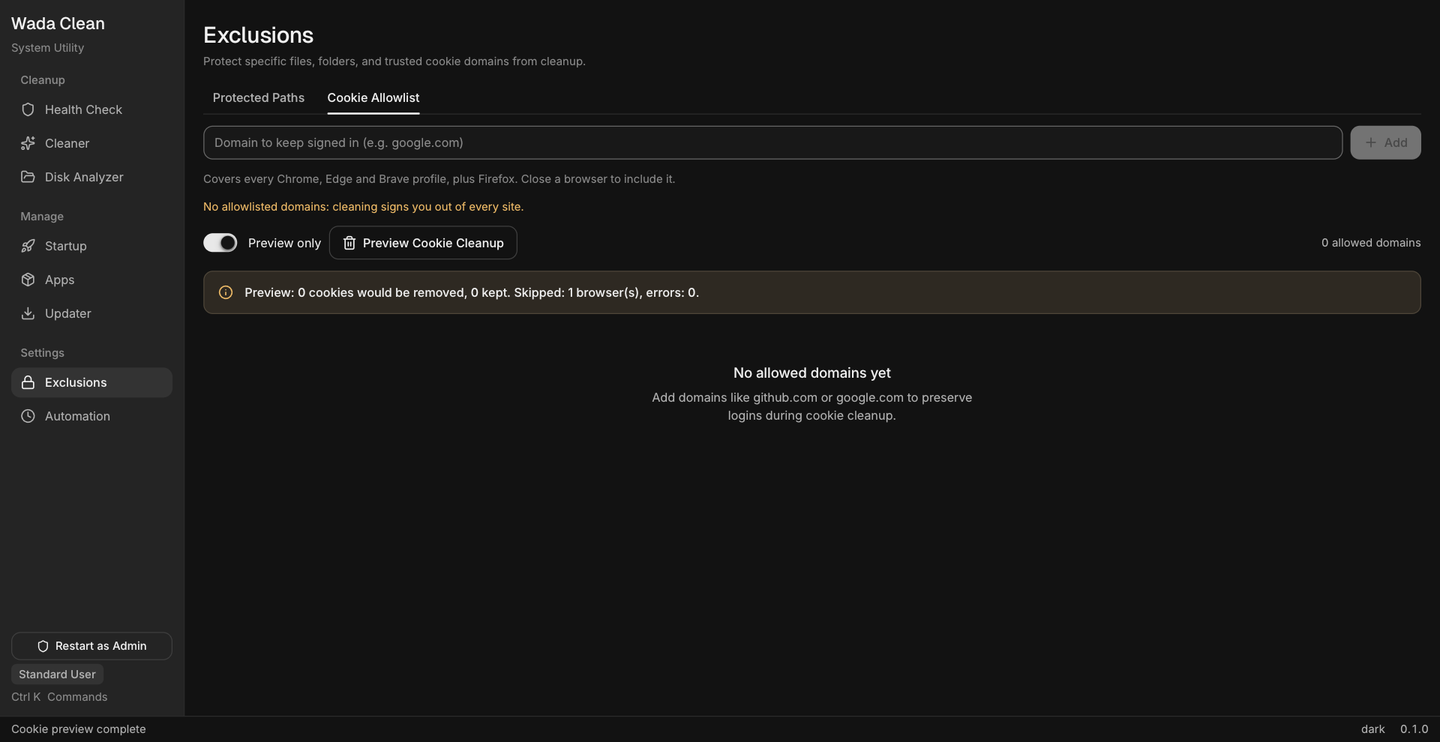 Wada Clean
System Utility
Cleanup
Health Check
Cleaner
Disk Analyzer
Manage
Startup
Apps
Updater
Settings
Exclusions
Automation
Restart as Admin
Standard User
Ctrl K Commands
Exclusions
Protect specific files, folders, and trusted cookie domains from cleanup.
Protected Paths Cookie Allowlist
Domain to keep signed in (e.g. google.com) Add
Covers every Chrome, Edge and Brave profile, plus Firefox. Close a browser to include it.
No allowlisted domains: cleaning signs you out of every site.
Preview only Preview Cookie Cleanup 0 allowed domains
Preview: 0 cookies would be removed, 0 kept. Skipped: 1 browser(s), errors: 0.
No allowed domains yet
Add domains like github.com or google.com to preserve
logins during cookie cleanup.
Cookie preview complete dark 0.1.0